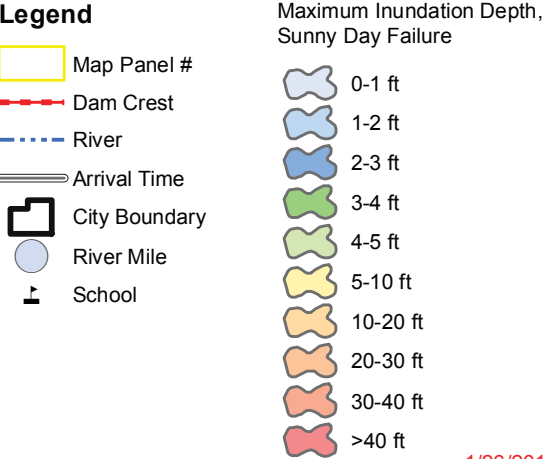 Legend
Map Panel #
Dam Crest
River
Arrival Time
City Boundary
River Mile
School
Maximum Inundation Depth,
Sunny Day Failure
0-1 ft
1-2 ft
2-3 ft
3-4 ft
4-5 ft
5-10 ft
10-20 ft
20-30 ft
30-40 ft
>40 ft